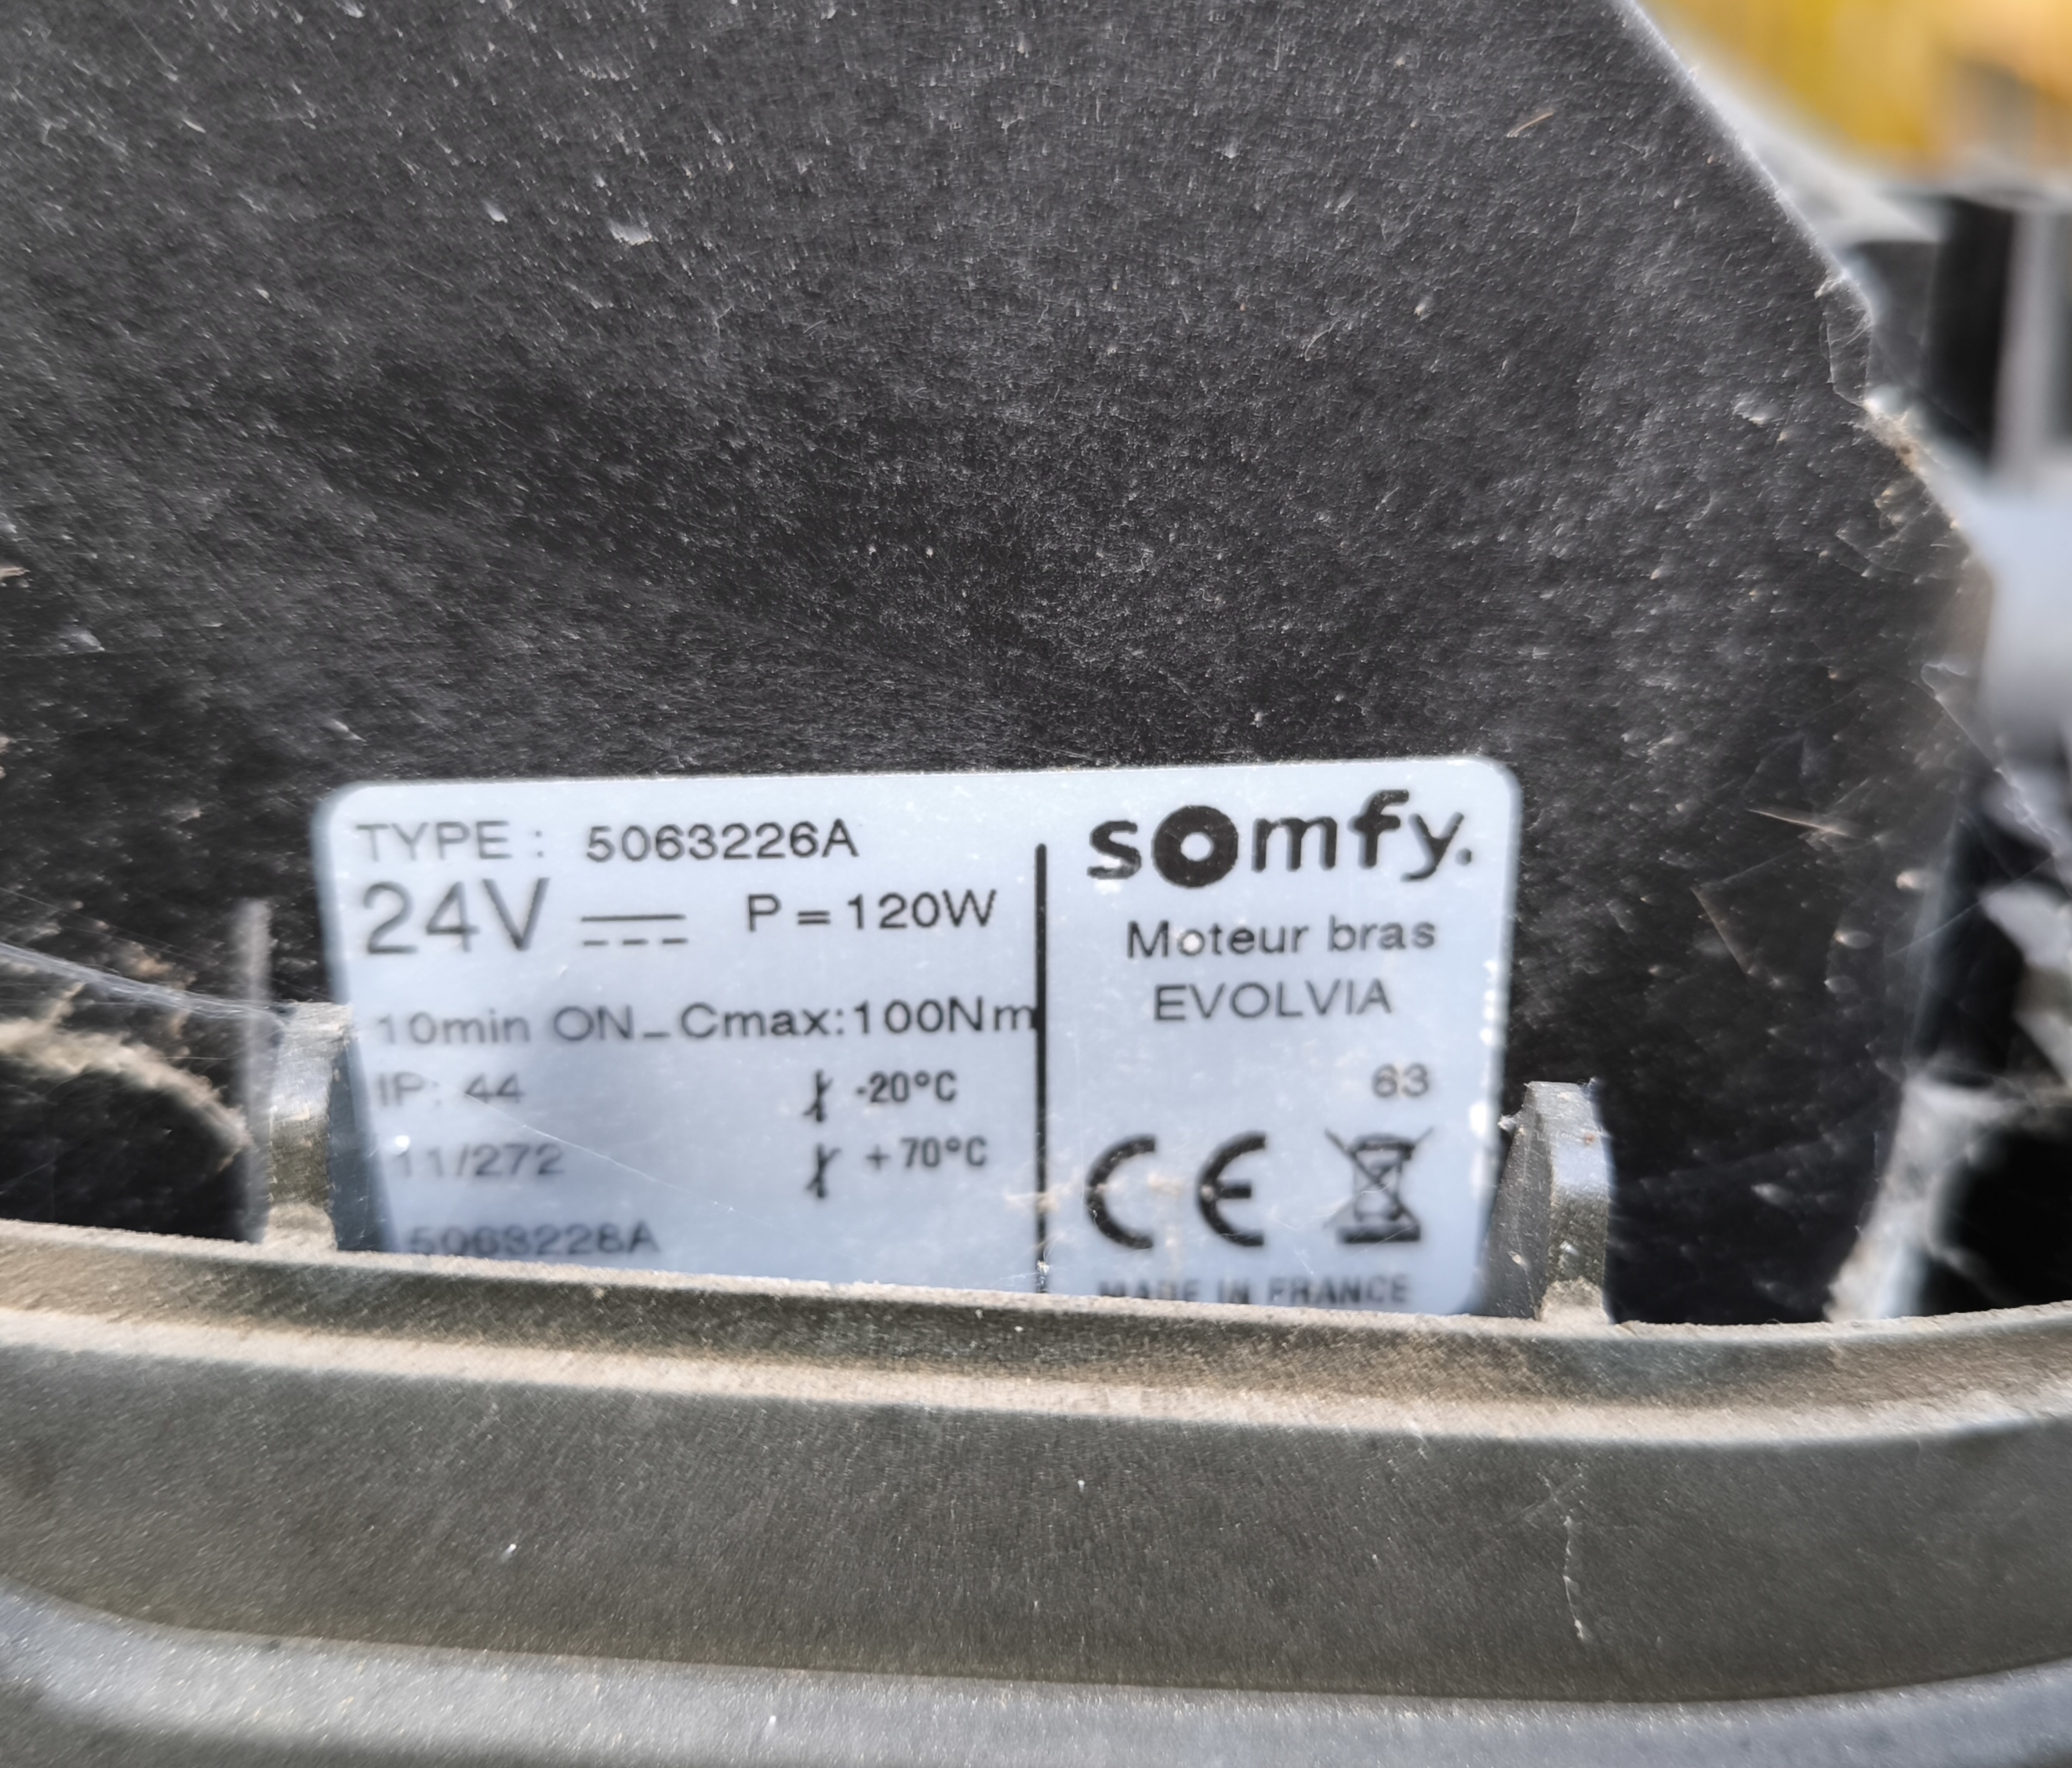 TYPE : 5063226A
24V P = 120W
10min ON_Cmax:100Nm
IP: 44 -20°C
11/272 +70°C
5063226A
somfy.
Moteur bras
EVOLVIA
63
CE
MADE IN FRANCE